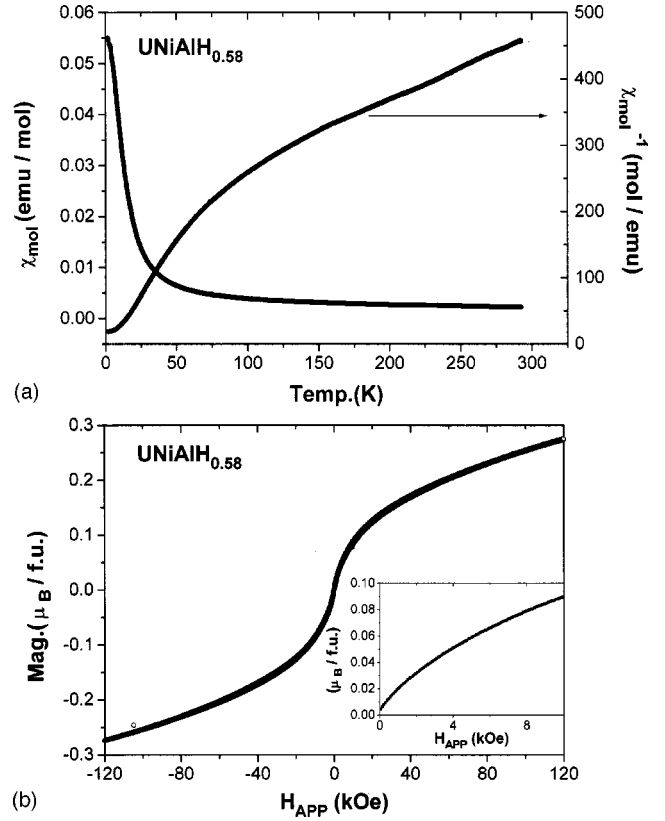 UNiAlH0.58
0.06
0.05
0.04
0.03
0.02
0.01
0.00
χmol (emu / mol)
500
400
300
200
100
0
χmol-1 (mol / emu)
0 50 100 150 200 250 300
Temp.(K)
(a)
UNiAlH0.58
0.3
0.2
0.1
0.0
-0.1
-0.2
-0.3
Mag.( μB / f.u.)
0.10
0.08
0.06
0.04
0.02
0.00
(μB / f.u.)
0 4 8
HAPP (kOe)
-120 -80 -40 0 40 80 120
HAPP (kOe)
(b)